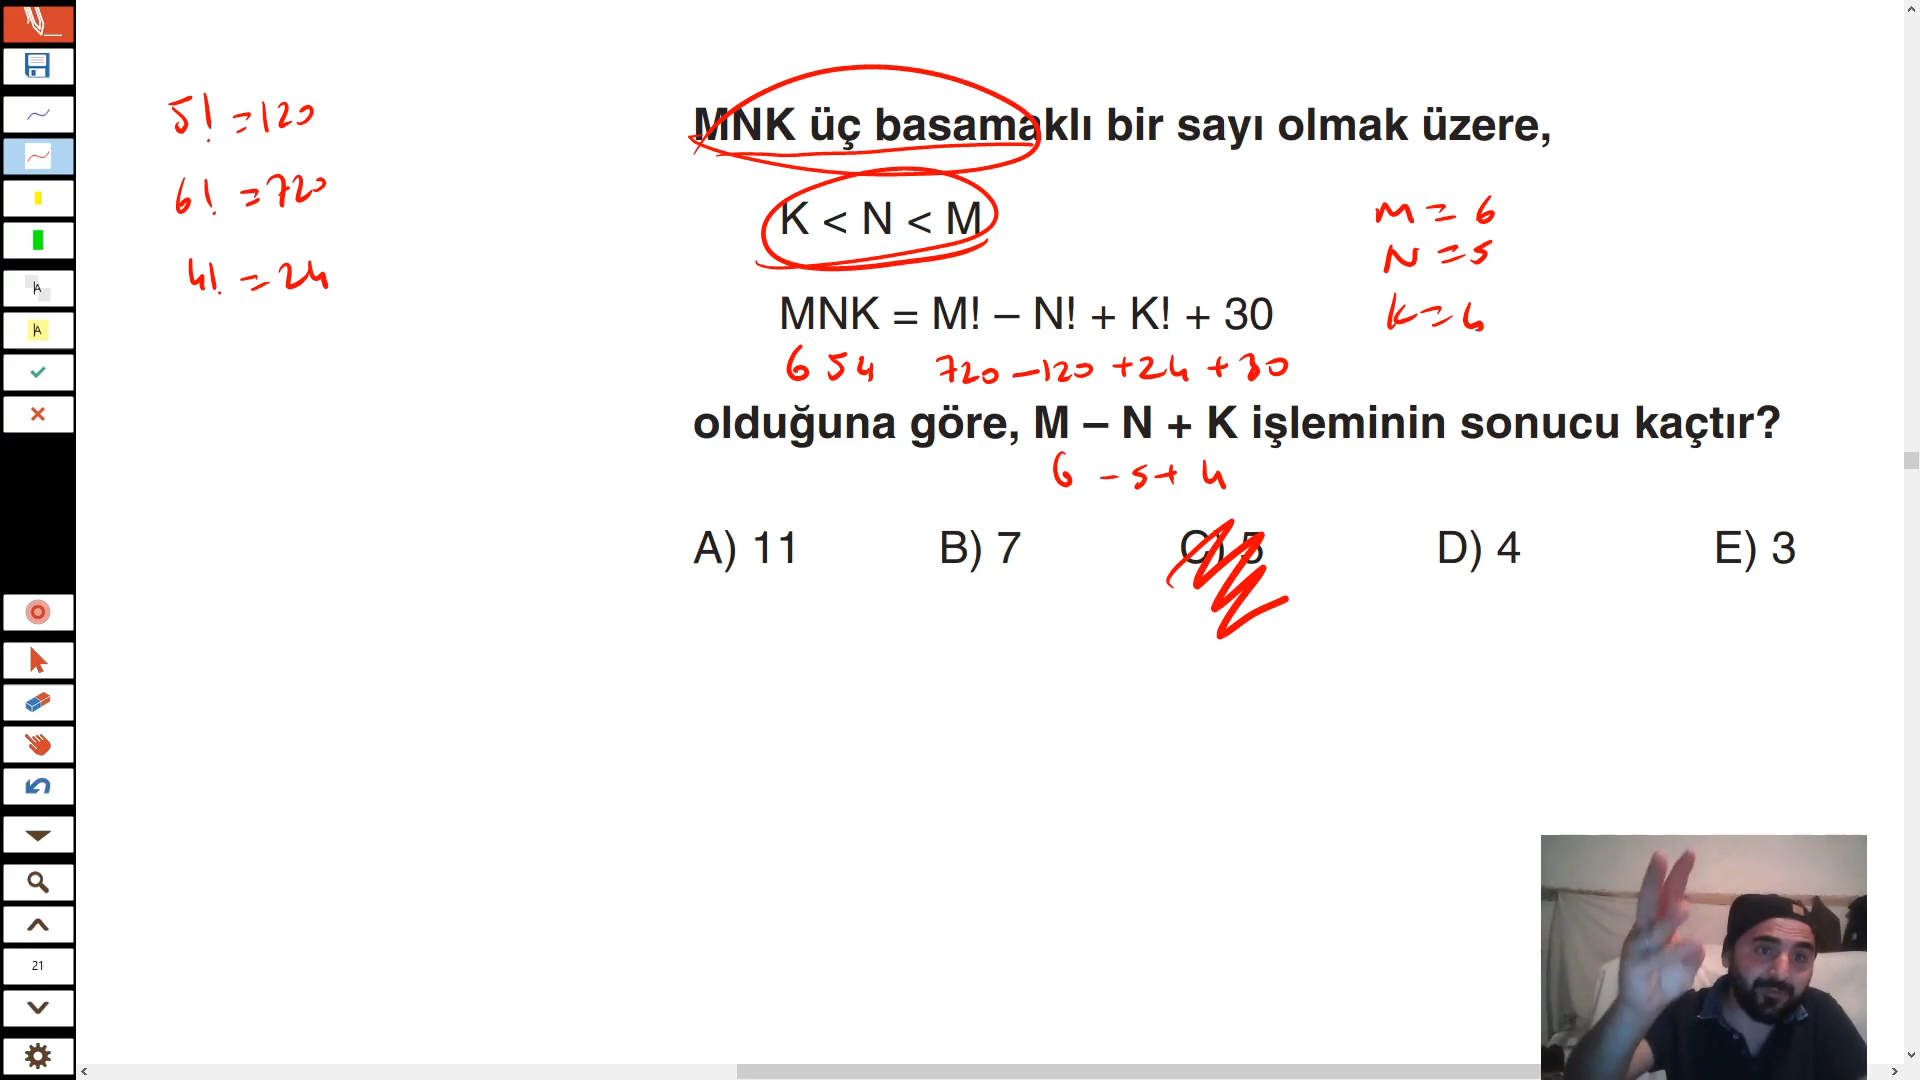 5! = 120
6! = 720
4! = 24
MNK üç basamaklı bir sayı olmak üzere,
K < N < M
M = 6
N = 5
K = 4
MNK = M! – N! + K! + 30
6 5 4 720 – 120 + 24 + 30
olduğuna göre, M – N + K işleminin sonucu kaçtır?
6 - 5 + 4
A) 11 B) 7 C) 5 D) 4 E) 3
A
A
21